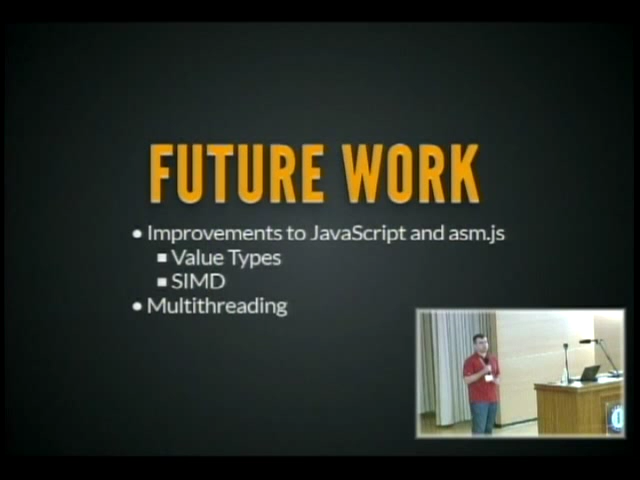 FUTURE WORK
• Improvements to JavaScript and asm.js
▪ Value Types
▪ SIMD
• Multithreading